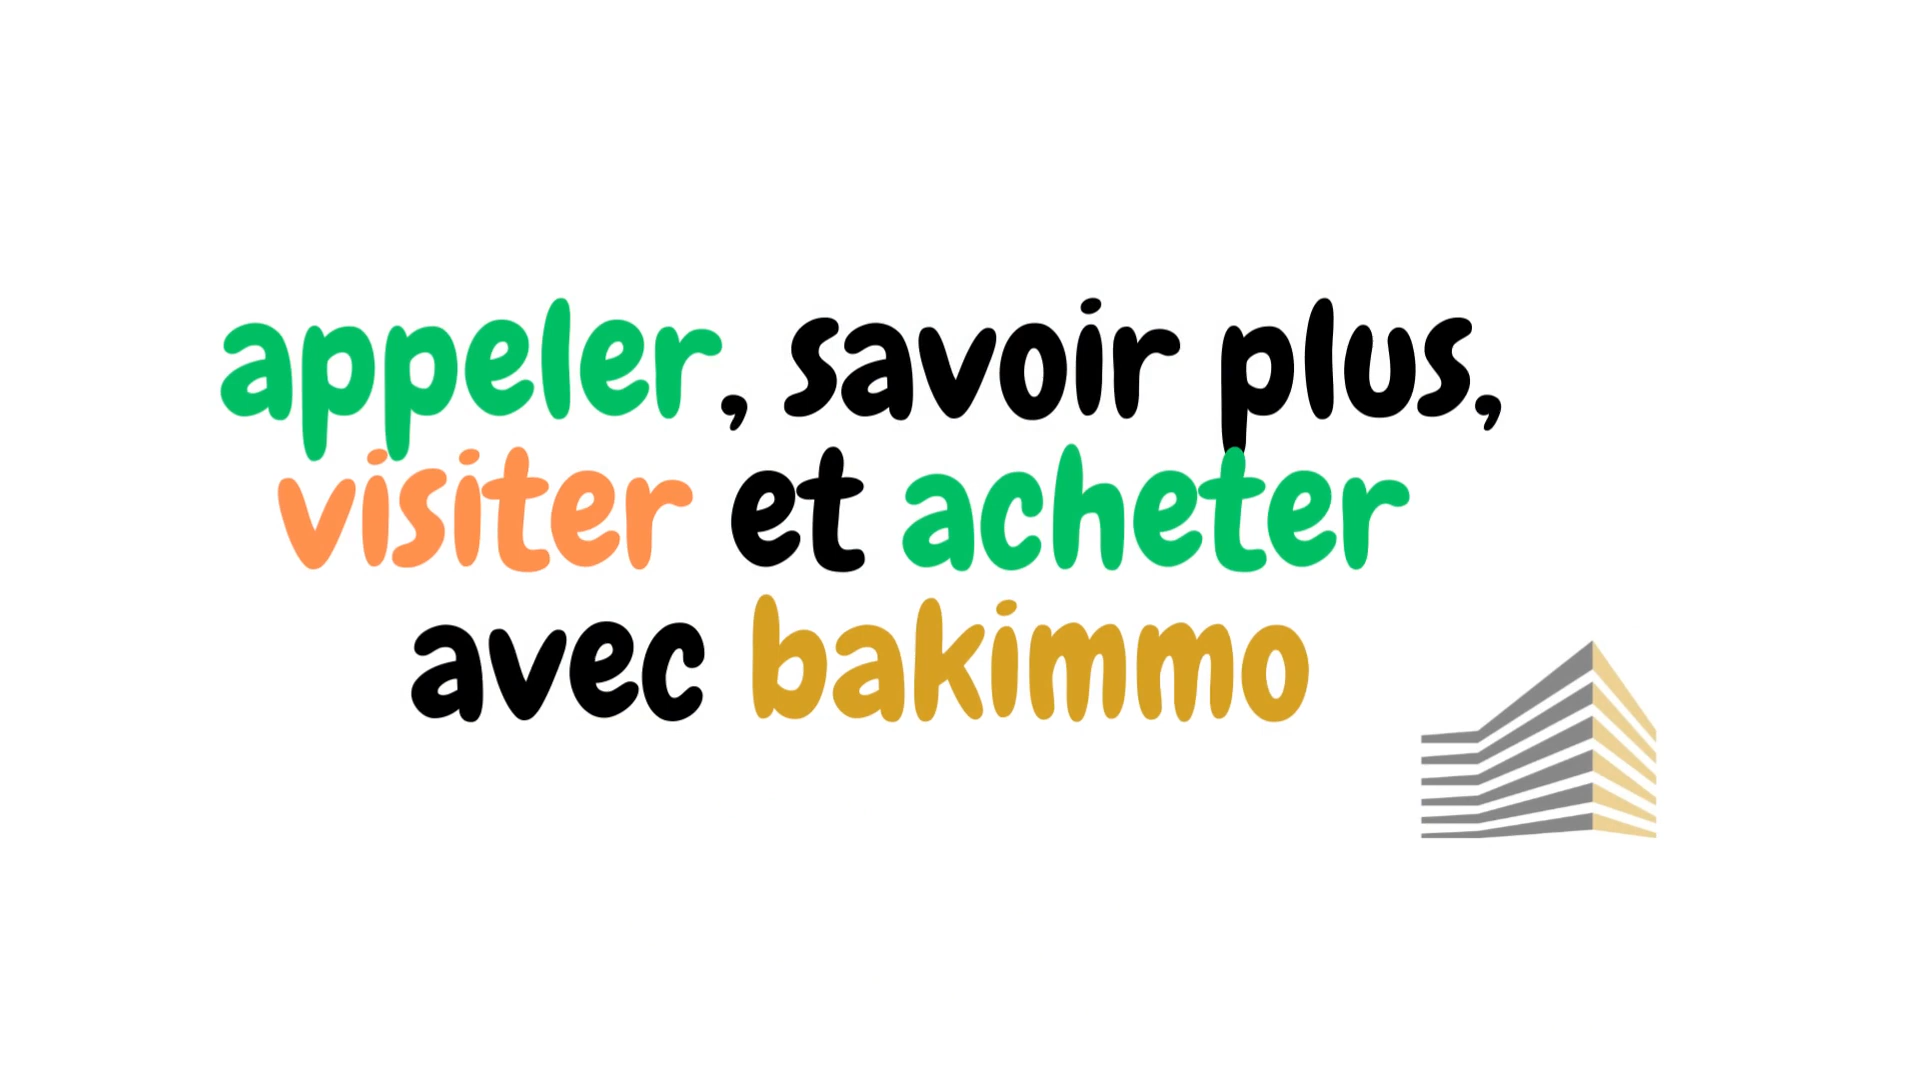 appeler, savoir plus,
visiter et acheter
avec bakimmo